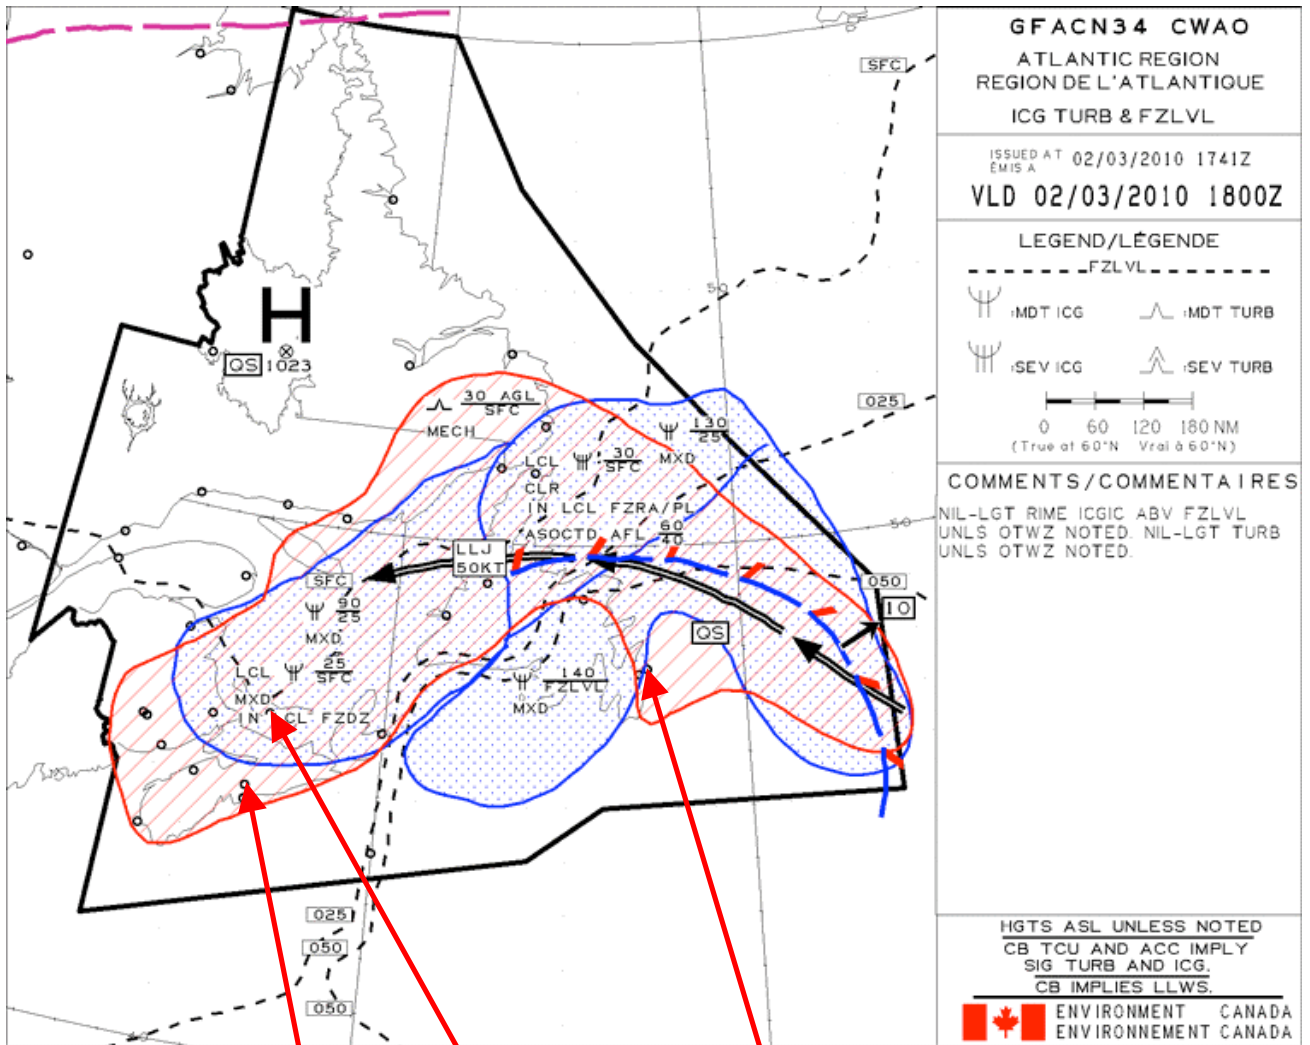 GFACN34 CWAO
ATLANTIC REGION
REGION DE L'ATLANTIQUE
ICG TURB & FZLVL
ISSUED AT
ÉMIS A
02/03/2010 1741Z
VLD 02/03/2010 1800Z
LEGEND/LÉGENDE
FZLVL
:MDT ICG
:MDT TURB
:SEV ICG
:SEV TURB
0 60 120 180 NM
(True at 60°N Vrai à 60°N)
COMMENTS/COMMENTAIRES
NIL-LGT RIME ICGIC ABV FZLVL
UNLS OTWZ NOTED. NIL-LGT TURB
UNLS OTWZ NOTED.
HGTS ASL UNLESS NOTED
CB TCU AND ACC IMPLY
SIG TURB AND ICG.
CB IMPLIES LLWS.
ENVIRONMENT CANADA
ENVIRONNEMENT CANADA
SFC
50
H
QS 1023
30 AGL
SFC
MECH
025
130
25
MXD
LCL
30
SFC
CLR
IN LCL FZRA/PL
ASOCTD AFL
60
40
50
LLJ
50KT
SFC
050
10
90
25
MXD
QS
LCL
25
SFC
MXD
IN LCL FZDZ
140
FZLVL
MXD
025
050
050